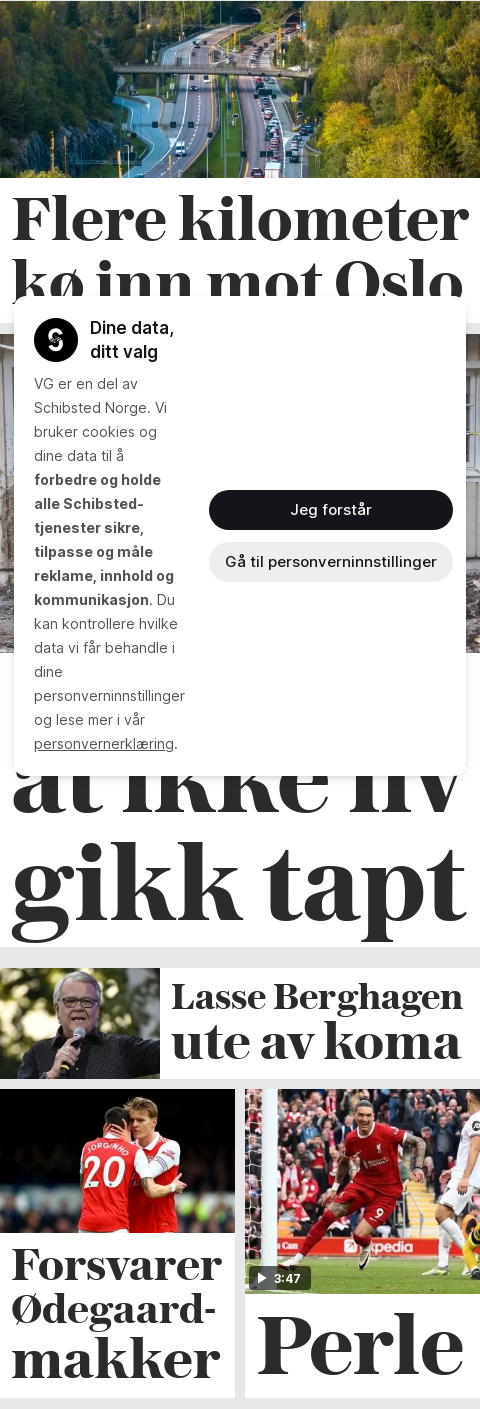 Flere kilometer
kø inn mot Oslo
Dine data,
ditt valg
VG er en del av
Schibsted Norge. Vi
bruker cookies og
dine data til å
forbedre og holde
alle Schibsted-
tjenester sikre,
tilpasse og måle
reklame, innhold og
kommunikasjon. Du
kan kontrollere hvilke
data vi får behandle i
dine
personverninnstillinger
og lese mer i vår
personvernerklæring.
Jeg forstår
Gå til personverninnstillinger
at ikke liv
gikk tapt
Lasse Berghagen
ute av koma
JORGINHO
20
Forsvarer
Ødegaard-
makker
9
Expedia
3:47
Perle